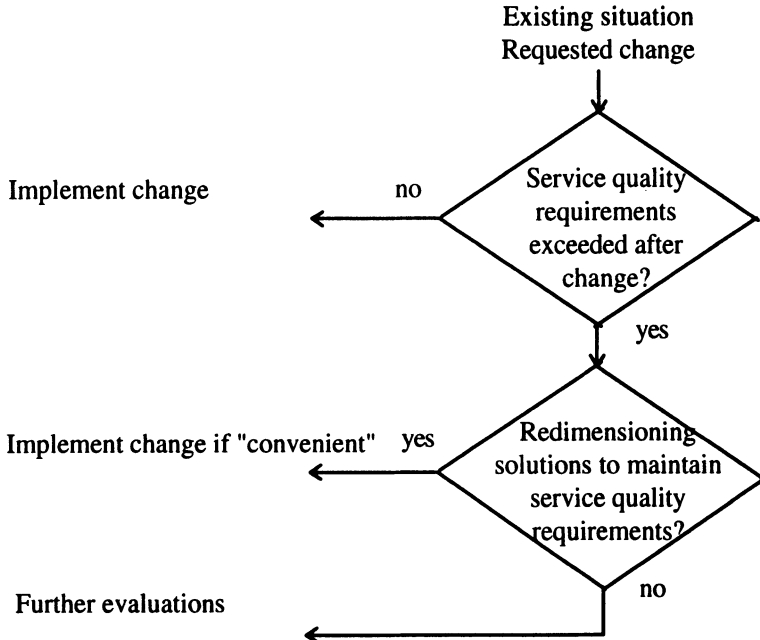 Existing situation
Requested change
Implement change
no
Service quality
requirements
exceeded after
change?
yes
Implement change if "convenient"
yes
Redimensioning
solutions to maintain
service quality
requirements?
no
Further evaluations